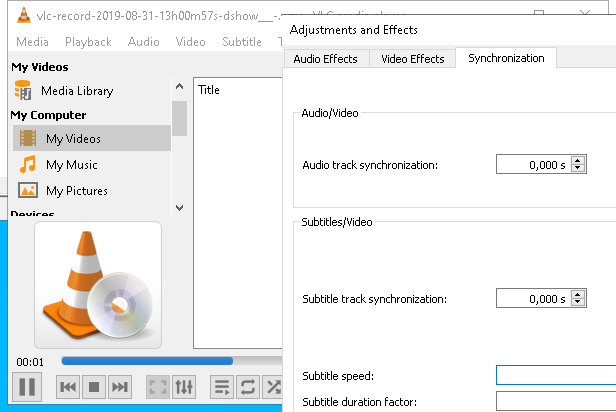 vlc-record-2019-08-31-13h00m57s-dshow___-.
Adjustments and Effects
Media Playback Audio Video Subtitle
Audio Effects Video Effects Synchronization
My Videos
Media Library
My Computer
My Videos
My Music
My Pictures
Devices
Title
Audio/Video
Audio track synchronization: 0,000 s
Subtitles/Video
Subtitle track synchronization: 0,000 s
Subtitle speed:
Subtitle duration factor:
00:01